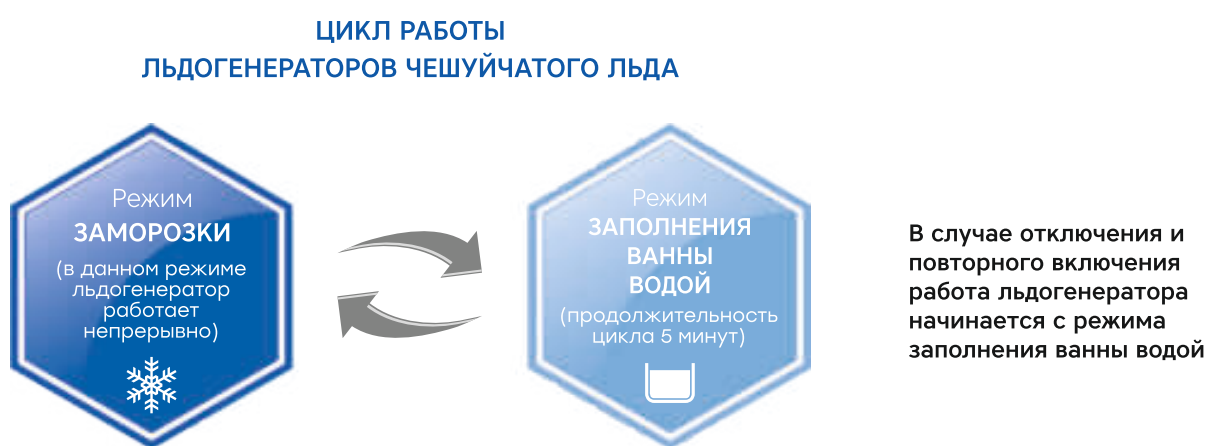 ЦИКЛ РАБОТЫ
ЛЬДОГЕНЕРАТОРОВ ЧЕШУЙЧАТОГО ЛЬДА
Режим
ЗАМОРОЗКИ
(в данном режиме
льдогенератор
работает
непрерывно)
Режим
ЗАПОЛНЕНИЯ
ВАННЫ
ВОДОЙ
(продолжительность
цикла 5 минут)
В случае отключения и
повторного включения
работа льдогенератора
начинается с режима
заполнения ванны водой